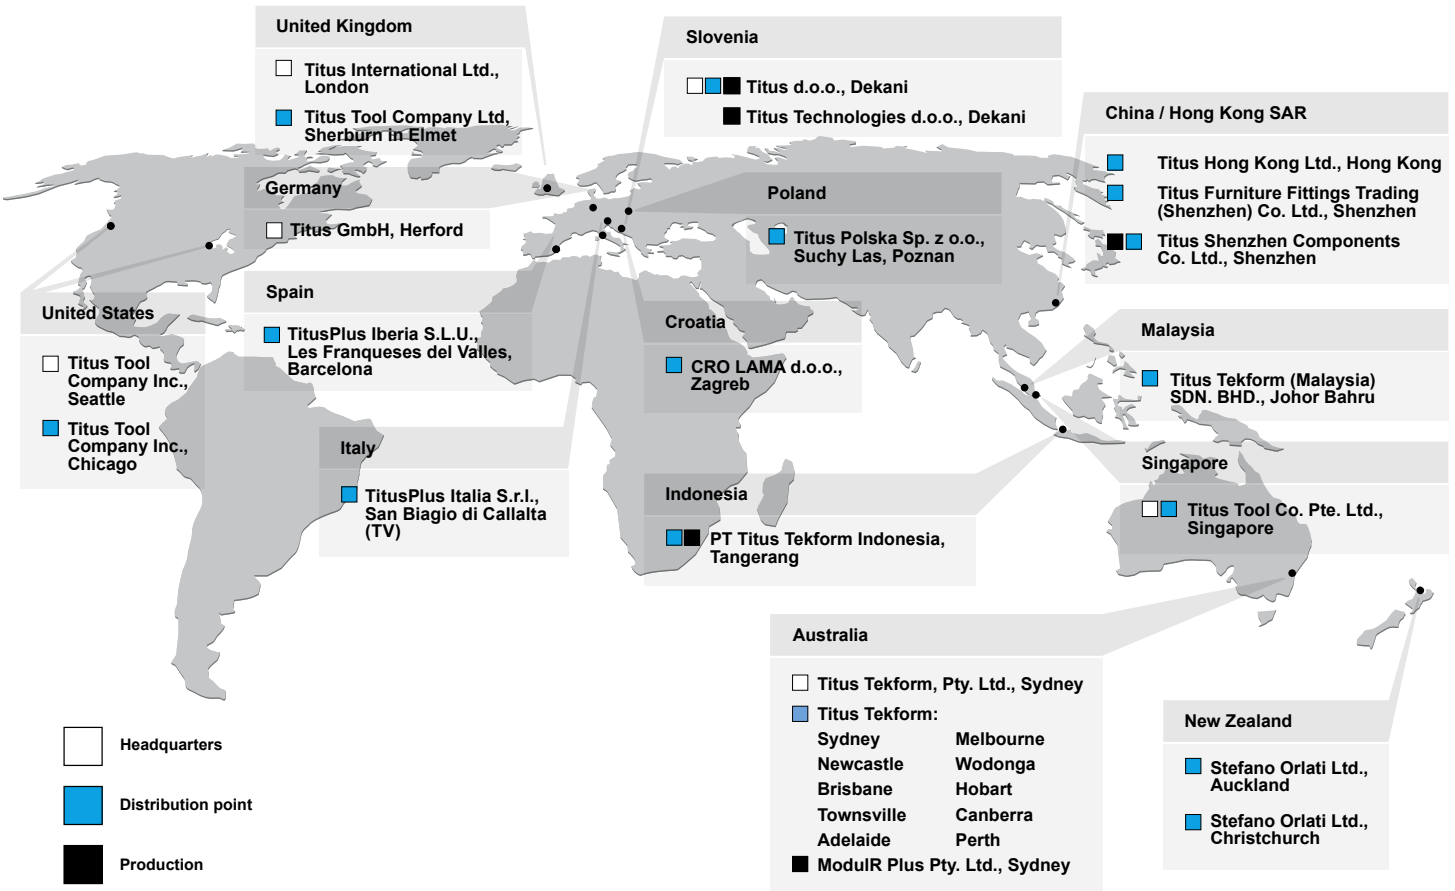 United Kingdom
Titus International Ltd.,
London
Titus Tool Company Ltd,
Sherburn in Elmet
Slovenia
Titus d.o.o., Dekani
Titus Technologies d.o.o., Dekani
China / Hong Kong SAR
Titus Hong Kong Ltd., Hong Kong
Titus Furniture Fittings Trading
(Shenzhen) Co. Ltd., Shenzhen
Titus Shenzhen Components
Co. Ltd., Shenzhen
Germany
Titus GmbH, Herford
Poland
Titus Polska Sp. z o.o.,
Suchy Las, Poznan
Spain
TitusPlus Iberia S.L.U.,
Les Franqueses del Valles,
Barcelona
United States
Titus Tool
Company Inc.,
Seattle
Titus Tool
Company Inc.,
Chicago
Croatia
CRO LAMA d.o.o.,
Zagreb
Malaysia
Titus Tekform (Malaysia)
SDN. BHD., Johor Bahru
Italy
TitusPlus Italia S.r.l.,
San Biagio di Callalta
(TV)
Indonesia
PT Titus Tekform Indonesia,
Tangerang
Singapore
Titus Tool Co. Pte. Ltd.,
Singapore
Australia
Titus Tekform, Pty. Ltd., Sydney
Titus Tekform:
Sydney Melbourne
Newcastle Wodonga
Brisbane Hobart
Townsville Canberra
Adelaide Perth
ModulR Plus Pty. Ltd., Sydney
New Zealand
Stefano Orlati Ltd.,
Auckland
Stefano Orlati Ltd.,
Christchurch
Headquarters
Distribution point
Production